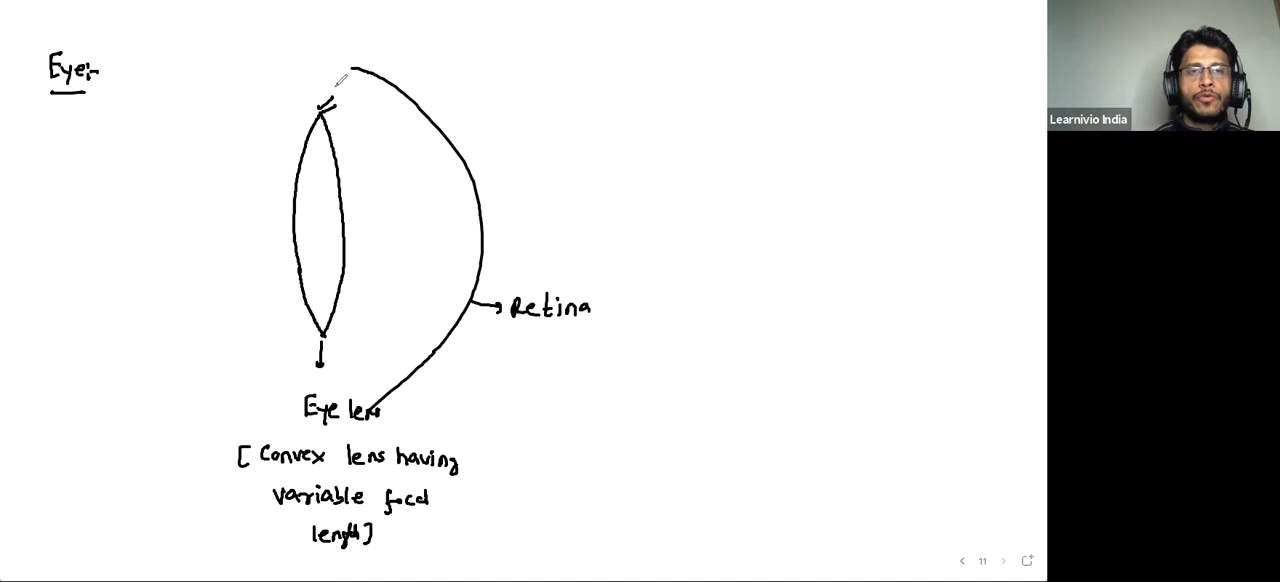 Eye:-
Learnivio India
Retina
Eye lens
[ Convex lens having
variable focal
length]
11